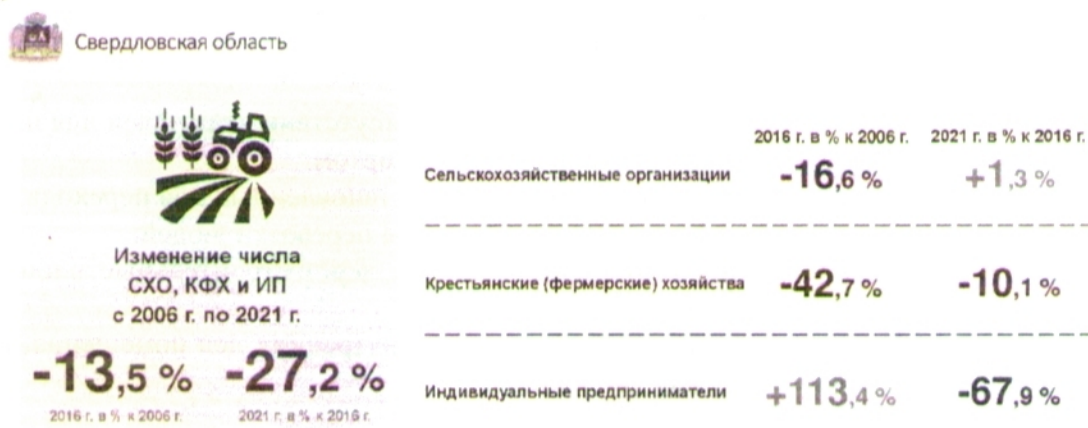 Свердловская область
Изменение числа
СХО, КФХ и ИП
с 2006 г. по 2021 г.
-13,5 % -27,2 %
2016 г. в % к 2006 г. 2021 г. в % к 2016 г.
2016 г. в % к 2006 г. 2021 г. в % к 2016 г.
Сельскохозяйственные организации -16,6 % +1,3 %
Крестьянские (фермерские) хозяйства -42,7 % -10,1 %
Индивидуальные предприниматели +113,4 % -67,9 %